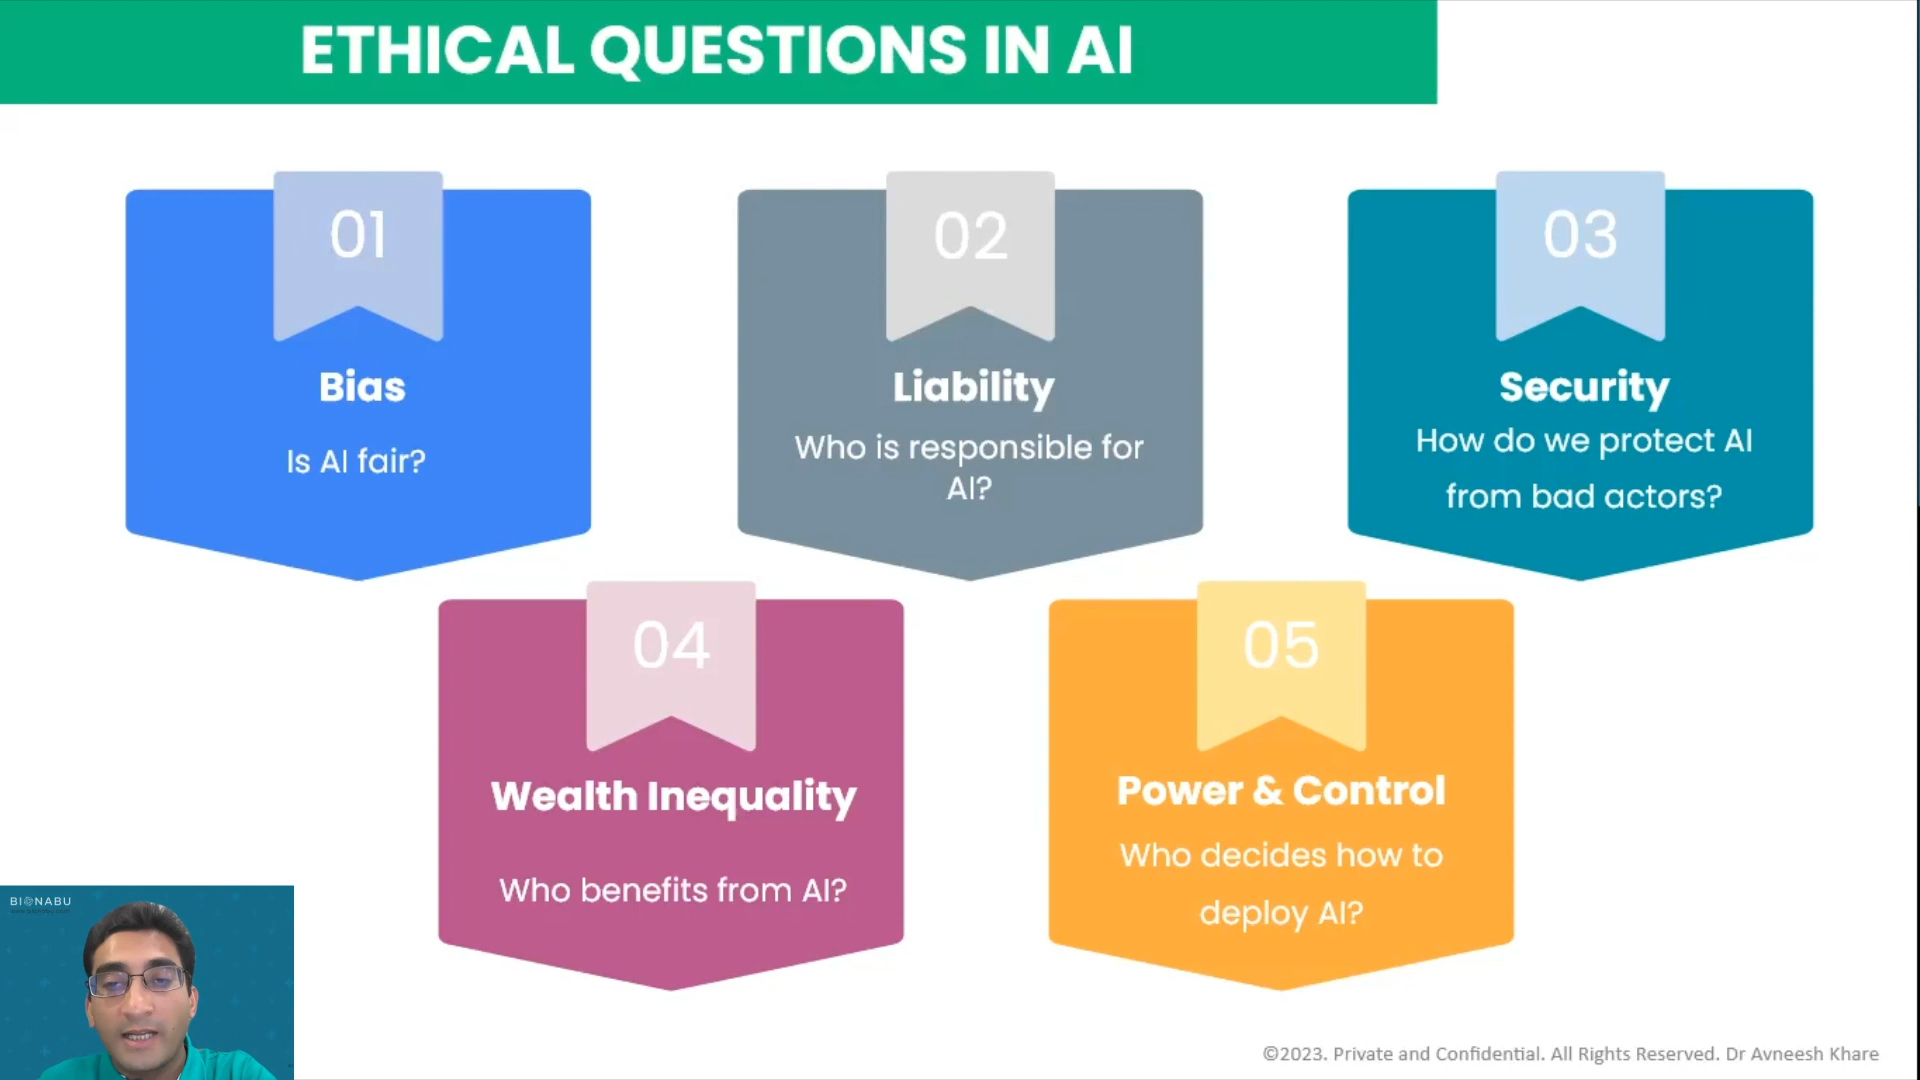 ETHICAL QUESTIONS IN AI
01
Bias
Is AI fair?
02
Liability
Who is responsible for
AI?
03
Security
How do we protect AI
from bad actors?
04
Wealth Inequality
Who benefits from AI?
05
Power & Control
Who decides how to
deploy AI?
BIONABU
©2023. Private and Confidential. All Rights Reserved. Dr Avneesh Khare